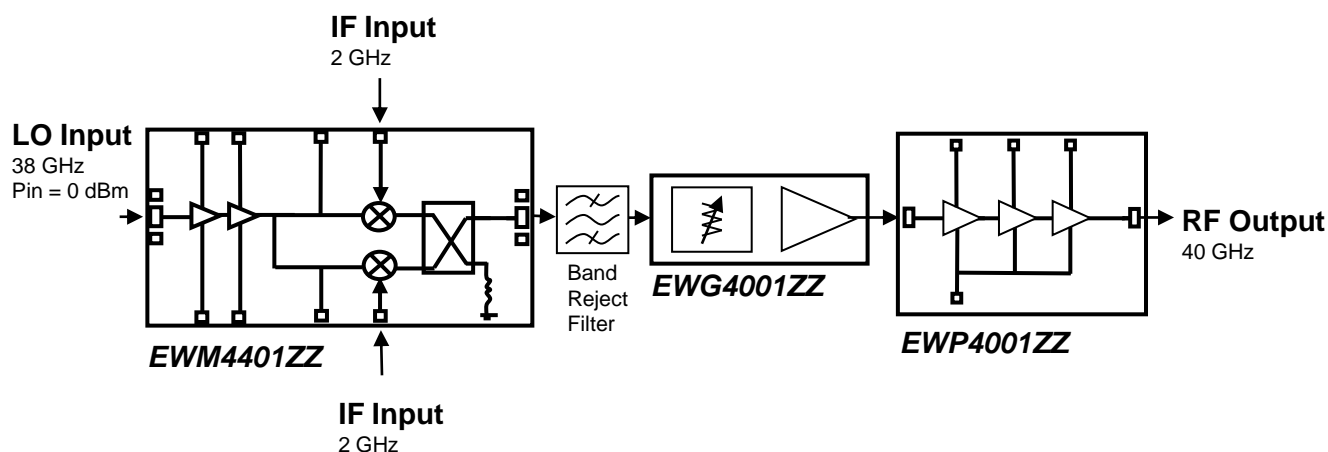 IF Input
2 GHz
LO Input
38 GHz
Pin = 0 dBm
RF Output
40 GHz
Band
Reject
Filter
EWG4001ZZ
EWP4001ZZ
EWM4401ZZ
IF Input
2 GHz